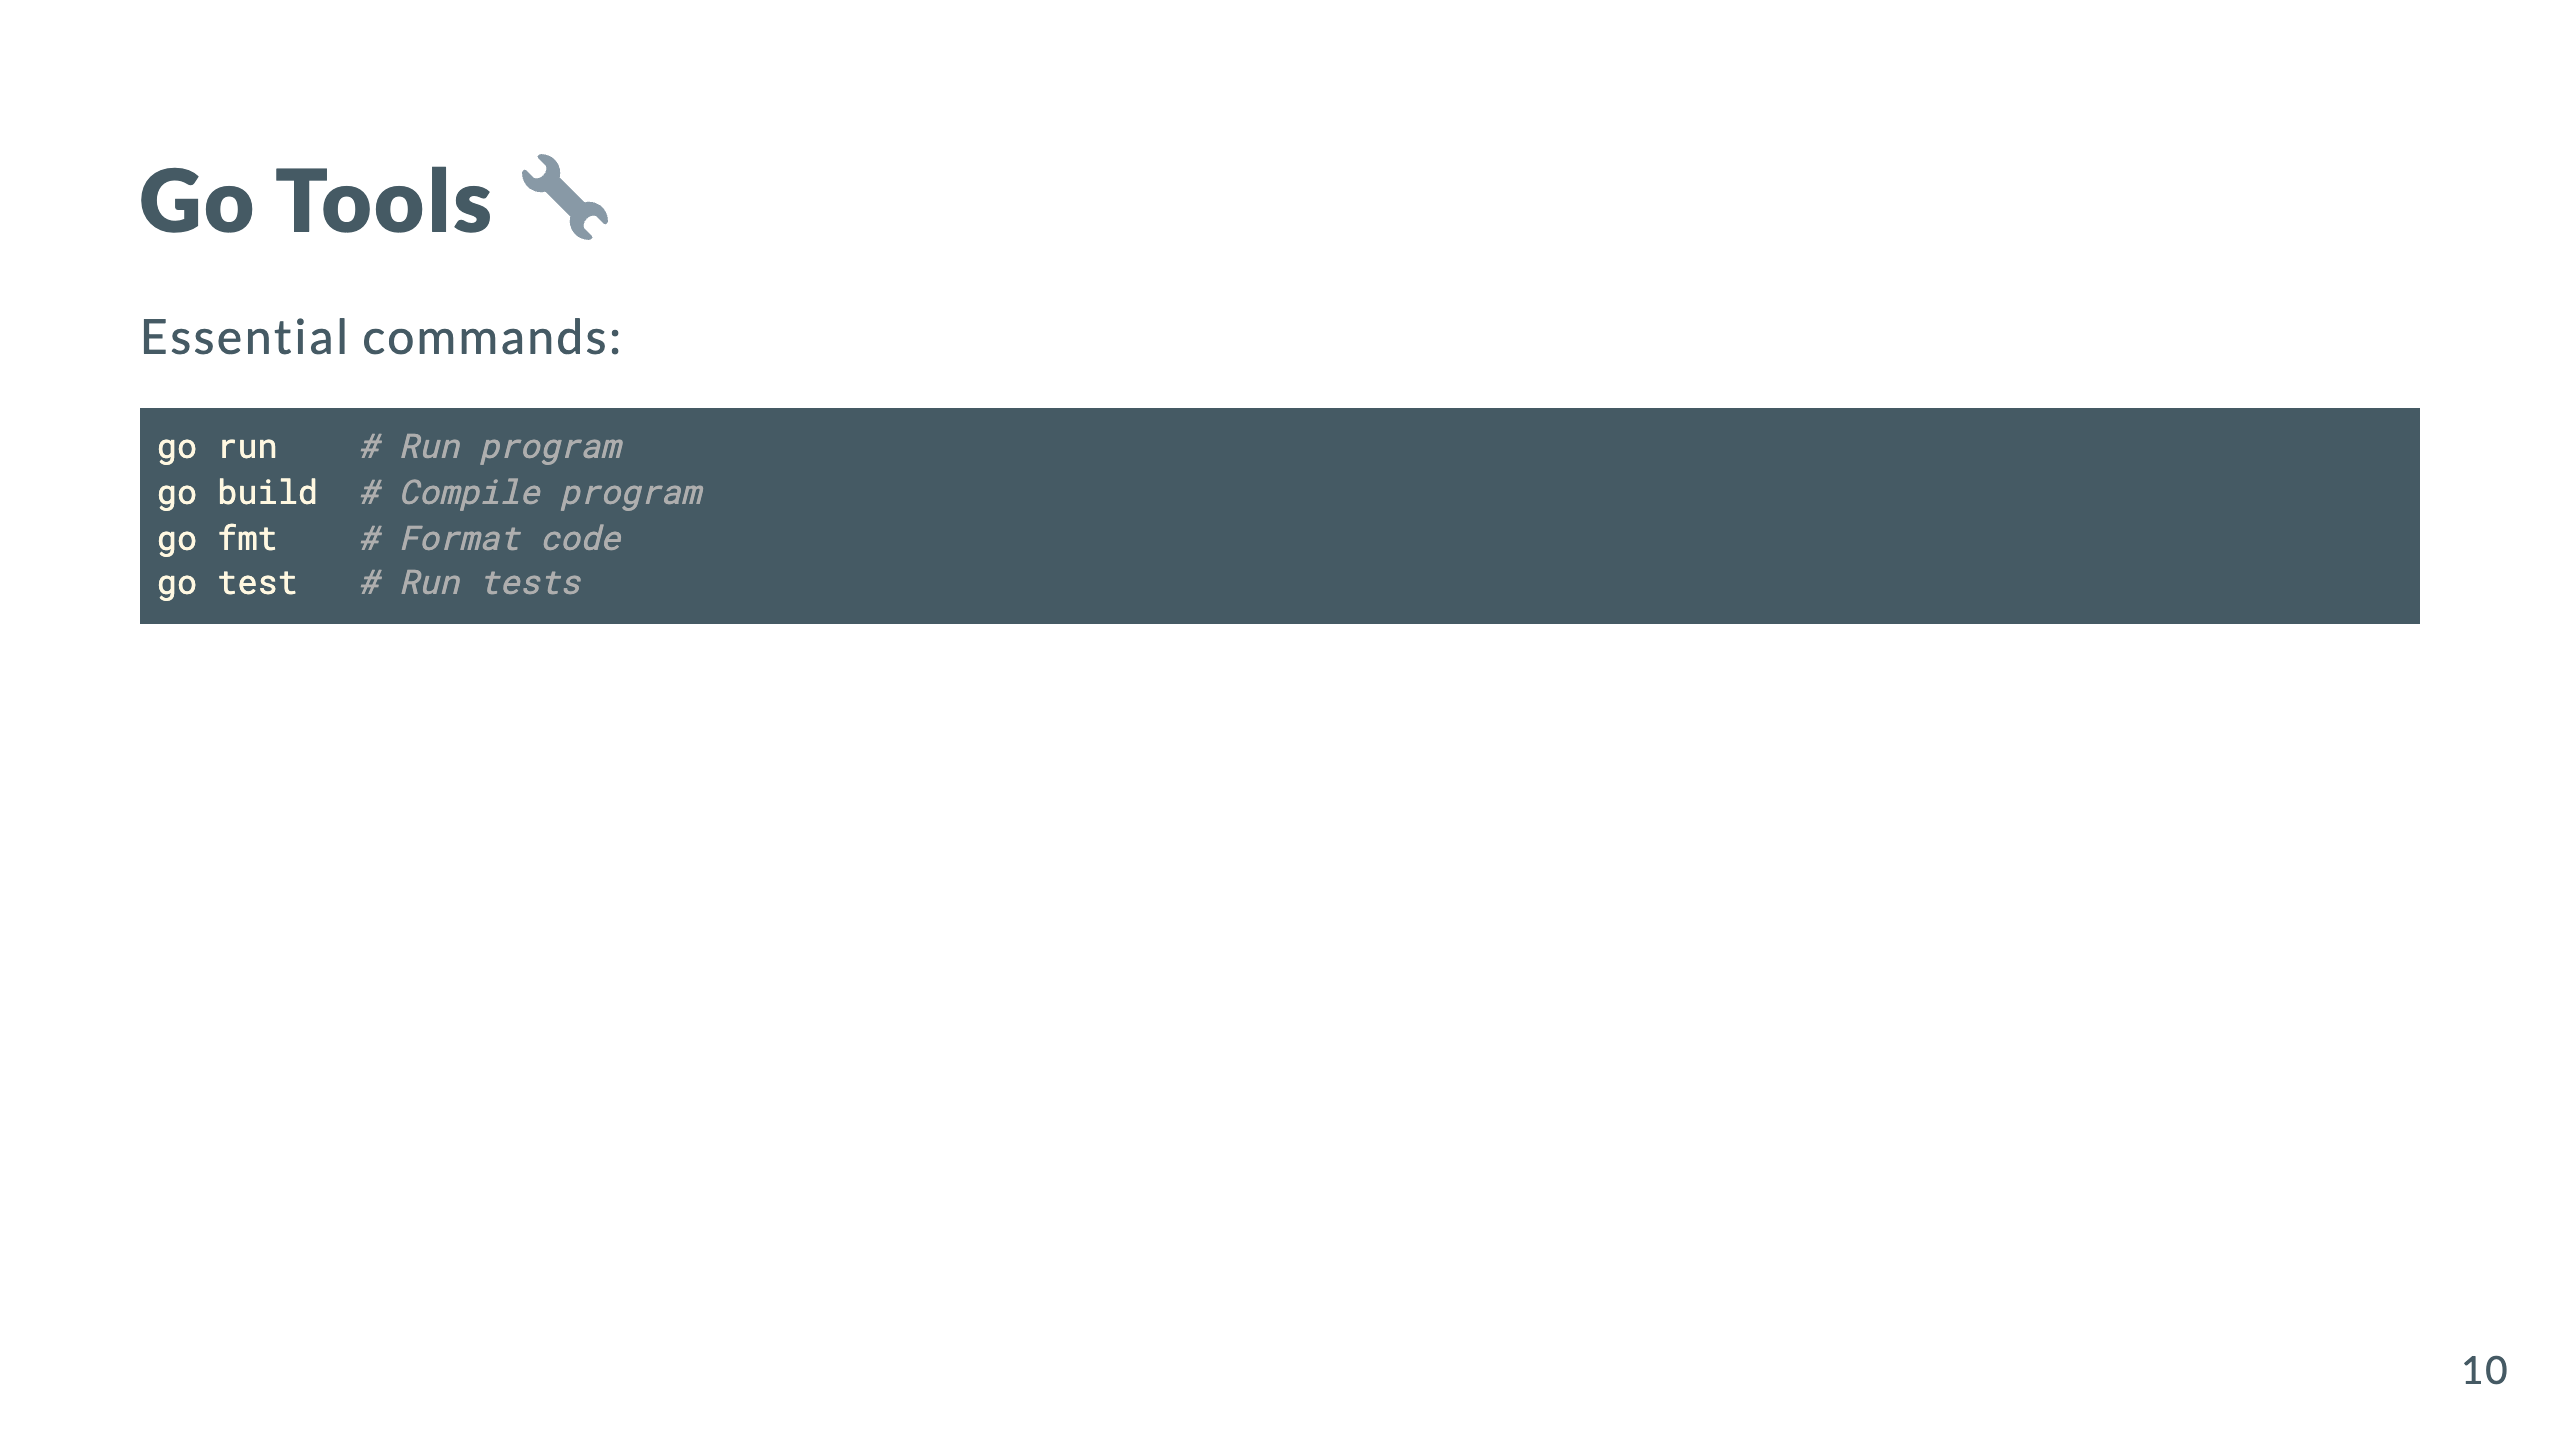 Go Tools 🔧
Essential commands:
go run    # Run program
go build  # Compile program
go fmt    # Format code
go test   # Run tests
10